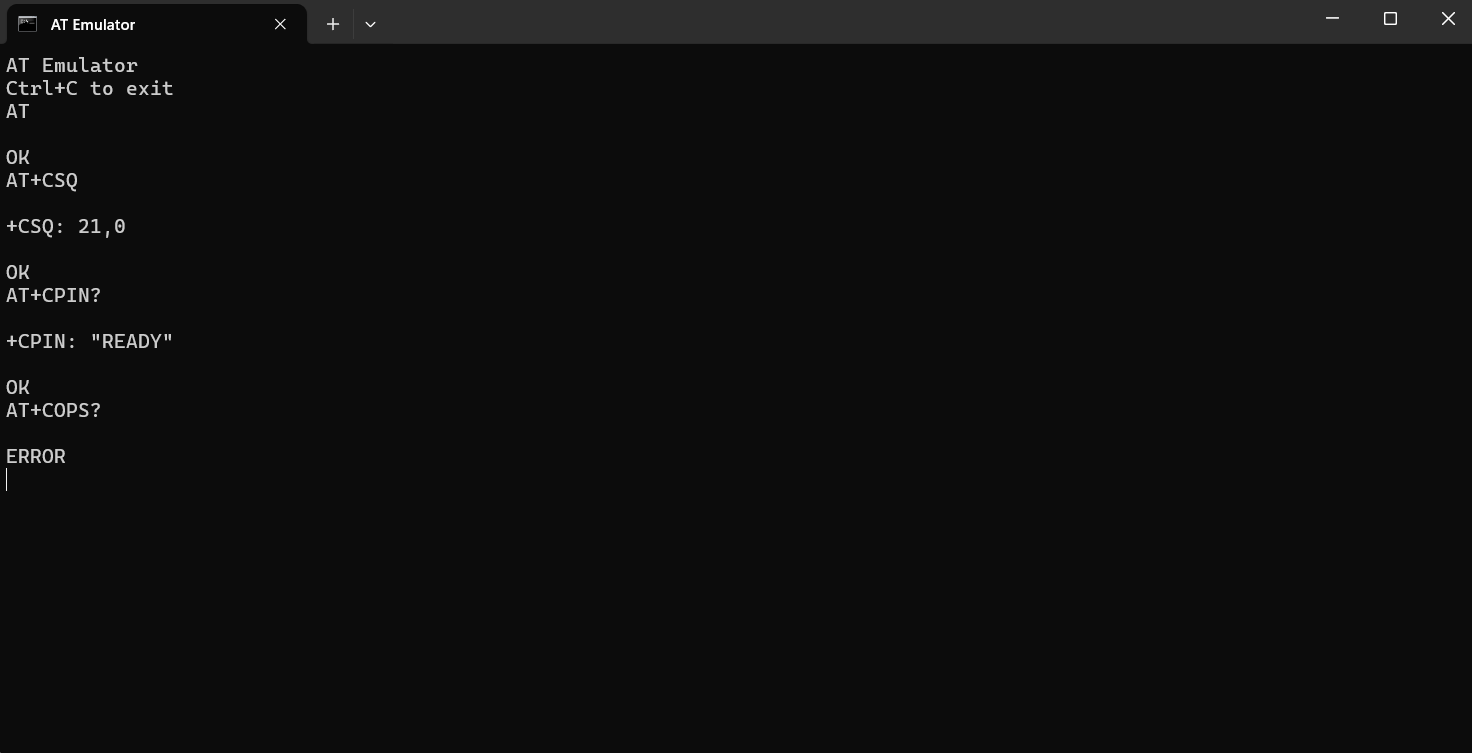 AT Emulator
AT Emulator
Ctrl+C to exit
AT
OK
AT+CSQ
+CSQ: 21,0
OK
AT+CPIN?
+CPIN: "READY"
OK
AT+COPS?
ERROR